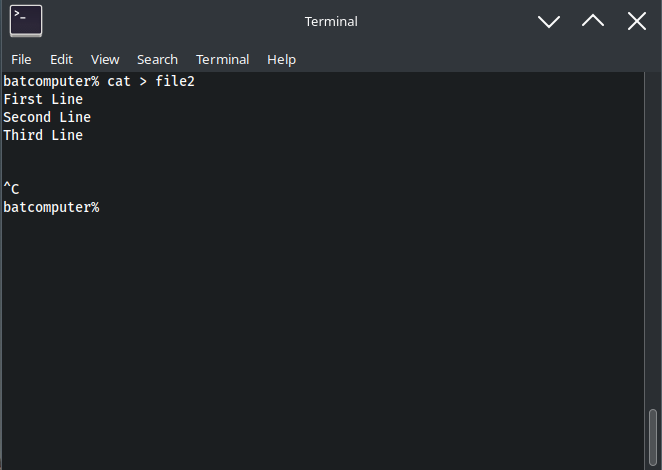 >_
Terminal
File Edit View Search Terminal Help
batcomputer% cat > file2
First Line
Second Line
Third Line
^C
batcomputer%